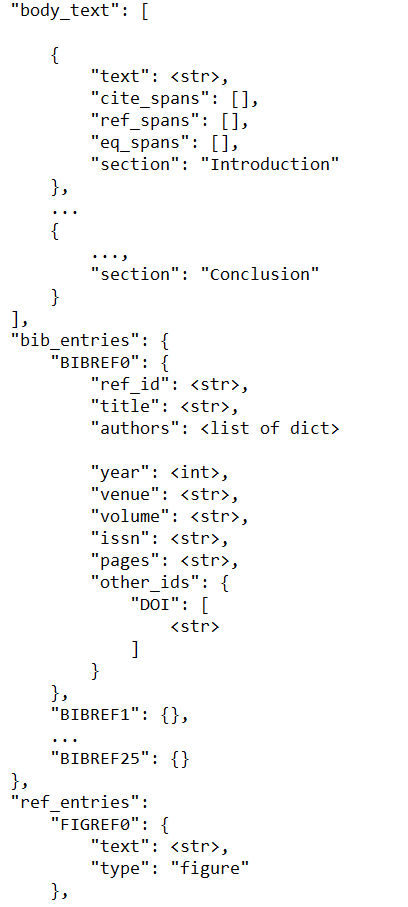 "body_text": [
    {
        "text": <str>,
        "cite_spans": [],
        "ref_spans": [],
        "eq_spans": [],
        "section": "Introduction"
    },
    ...
    {
        ...,
        "section": "Conclusion"
    }
],
"bib_entries": {
    "BIBREF0": {
        "ref_id": <str>,
        "title": <str>,
        "authors": <list of dict>
        "year": <int>,
        "venue": <str>,
        "volume": <str>,
        "issn": <str>,
        "pages": <str>,
        "other_ids": {
            "DOI": [
                <str>
            ]
        }
    },
    "BIBREF1": {},
    ...
    "BIBREF25": {}
},
"ref_entries":
    "FIGREF0": {
        "text": <str>,
        "type": "figure"
    },